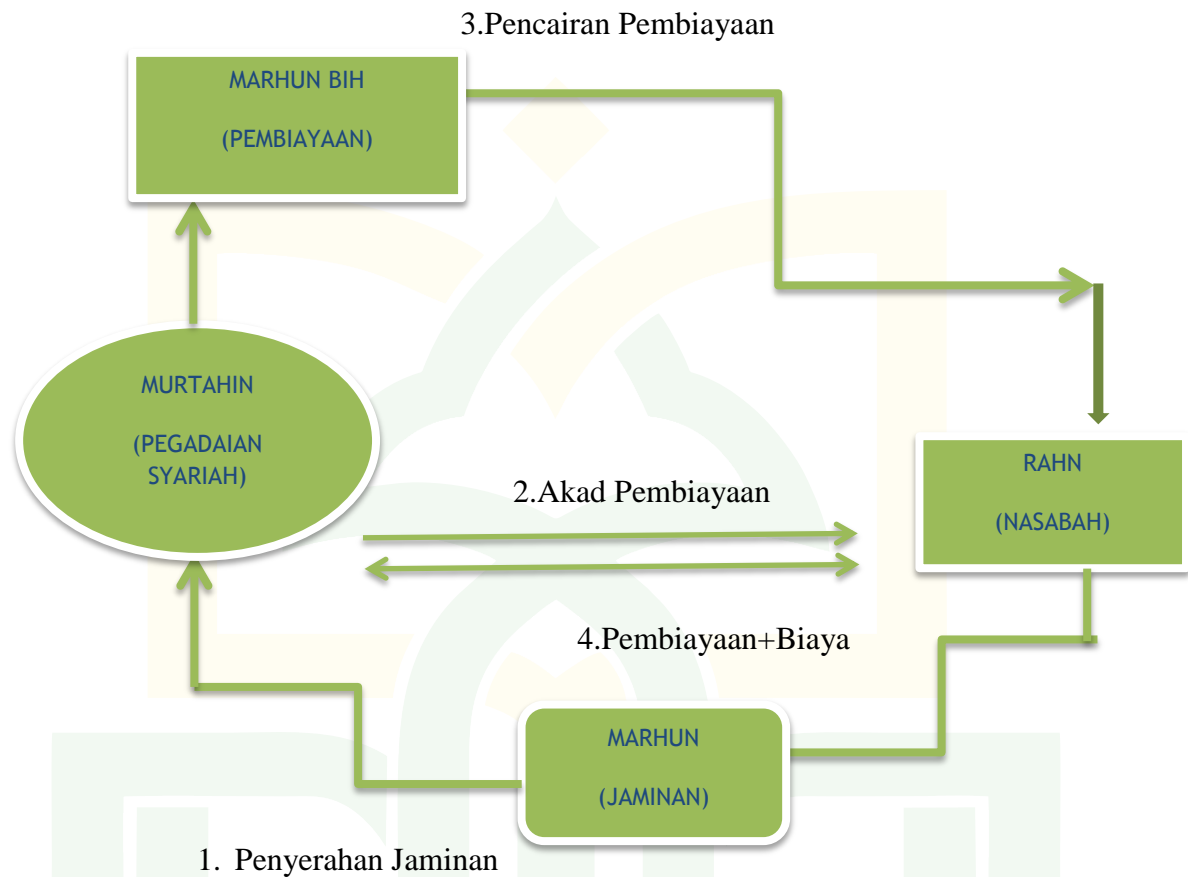 3.Pencairan Pembiayaan
MARHUN BIH
(PEMBIAYAAN)
MURTAHIN
(PEGADAIAN
SYARIAH)
2.Akad Pembiayaan
RAHN
(NASABAH)
4.Pembiayaan+Biaya
MARHUN
(JAMINAN)
1. Penyerahan Jaminan